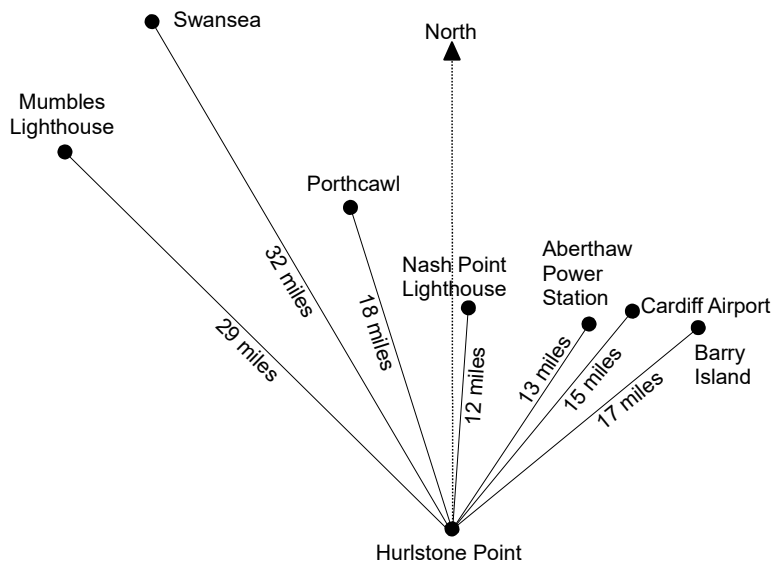 Swansea
North
Mumbles
Lighthouse
Porthcawl
Nash Point
Lighthouse
Aberthaw
Power
Station
Cardiff Airport
Barry
Island
29 miles
32 miles
18 miles
12 miles
13 miles
15 miles
17 miles
Hurlstone Point